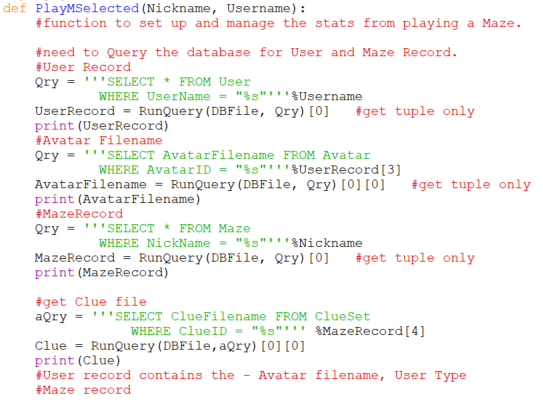 def PlayMSelected(Nickname, Username):
    #function to set up and manage the stats from playing a Maze.

    #need to Query the database for User and Maze Record.
    #User Record
    Qry = '''SELECT * FROM User
            WHERE UserName = "%s"'''%Username
    UserRecord = RunQuery(DBFile, Qry)[0]   #get tuple only
    print(UserRecord)
    #Avatar Filename
    Qry = '''SELECT AvatarFilename FROM Avatar
            WHERE AvatarID = "%s"'''%UserRecord[3]
    AvatarFilename = RunQuery(DBFile, Qry)[0][0]   #get tuple only
    print(AvatarFilename)
    #MazeRecord
    Qry = '''SELECT * FROM Maze
            WHERE NickName = "%s"'''%Nickname
    MazeRecord = RunQuery(DBFile, Qry)[0]   #get tuple only
    print(MazeRecord)

    #get Clue file
    aQry = '''SELECT ClueFilename FROM ClueSet
                WHERE ClueID = "%s"''' %MazeRecord[4]
    Clue = RunQuery(DBFile,aQry)[0][0]
    print(Clue)
    #User record contains the - Avatar filename, User Type
    #Maze record